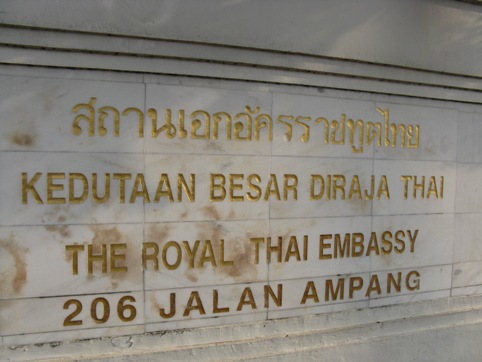 สถานเอกอัครราชทูตไทย
KEDUTAAN BESAR DIRAJA THAI
THE ROYAL THAI EMBASSY
206 JALAN AMPANG